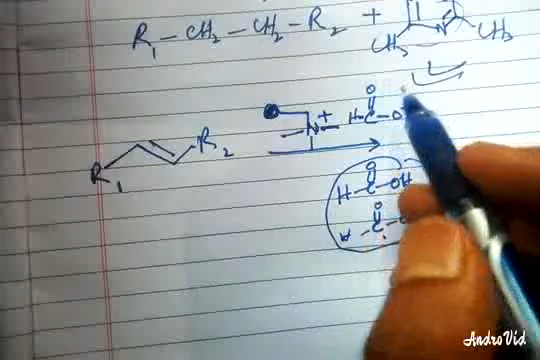 R₁ – CH₂ – CH₂ – R₂ +
CH₃ N CH₃
O
N + H–C–O
R₁ R₂
O
H–C–OH
O
H–C–
AndroVid